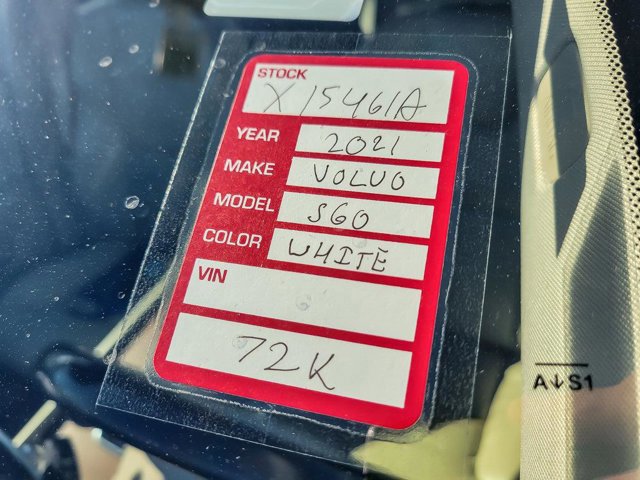 STOCK
X15461A
YEAR 2021
MAKE VOLVO
MODEL S60
COLOR WHITE
VIN
72K
A↓S1